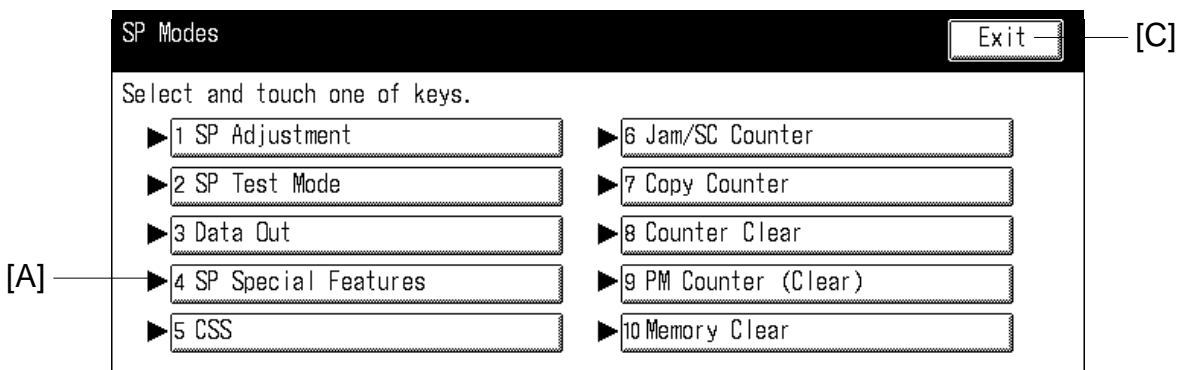 SP Modes
Exit
[C]
Select and touch one of keys.
1 SP Adjustment
2 SP Test Mode
3 Data Out
[A]
4 SP Special Features
5 CSS
6 Jam/SC Counter
7 Copy Counter
8 Counter Clear
9 PM Counter (Clear)
10 Memory Clear